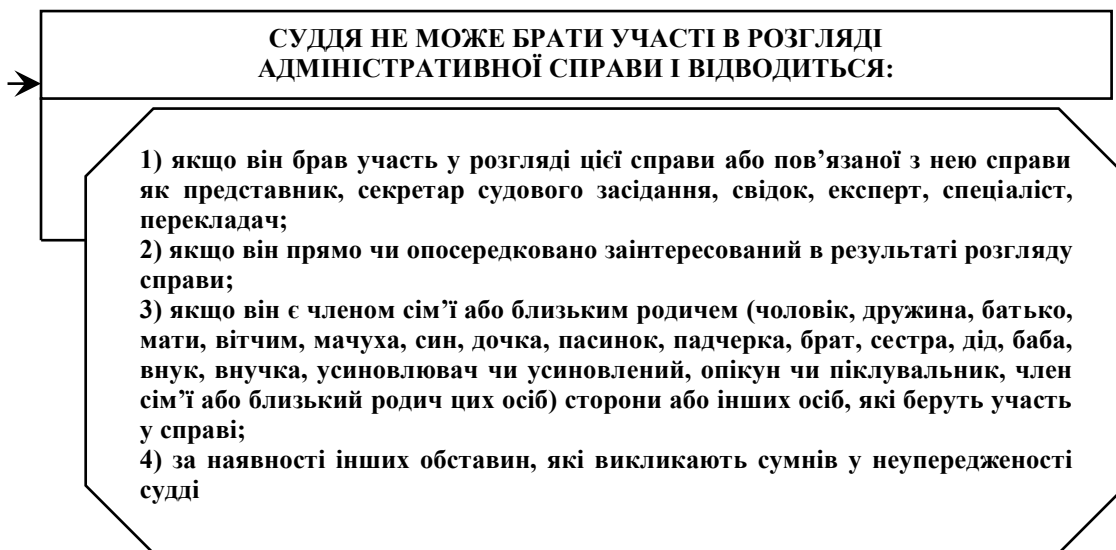 СУДДЯ НЕ МОЖЕ БРАТИ УЧАСТІ В РОЗГЛЯДІ
АДМІНІСТРАТИВНОЇ СПРАВИ І ВІДВОДИТЬСЯ:
1) якщо він брав участь у розгляді цієї справи або пов’язаної з нею справи
як представник, секретар судового засідання, свідок, експерт, спеціаліст,
перекладач;
2) якщо він прямо чи опосередковано заінтересований в результаті розгляду
справи;
3) якщо він є членом сім’ї або близьким родичем (чоловік, дружина, батько,
мати, вітчим, мачуха, син, дочка, пасинок, падчерка, брат, сестра, дід, баба,
внук, внучка, усиновлювач чи усиновлений, опікун чи піклувальник, член
сім’ї або близький родич цих осіб) сторони або інших осіб, які беруть участь
у справі;
4) за наявності інших обставин, які викликають сумнів у неупередженості
судді